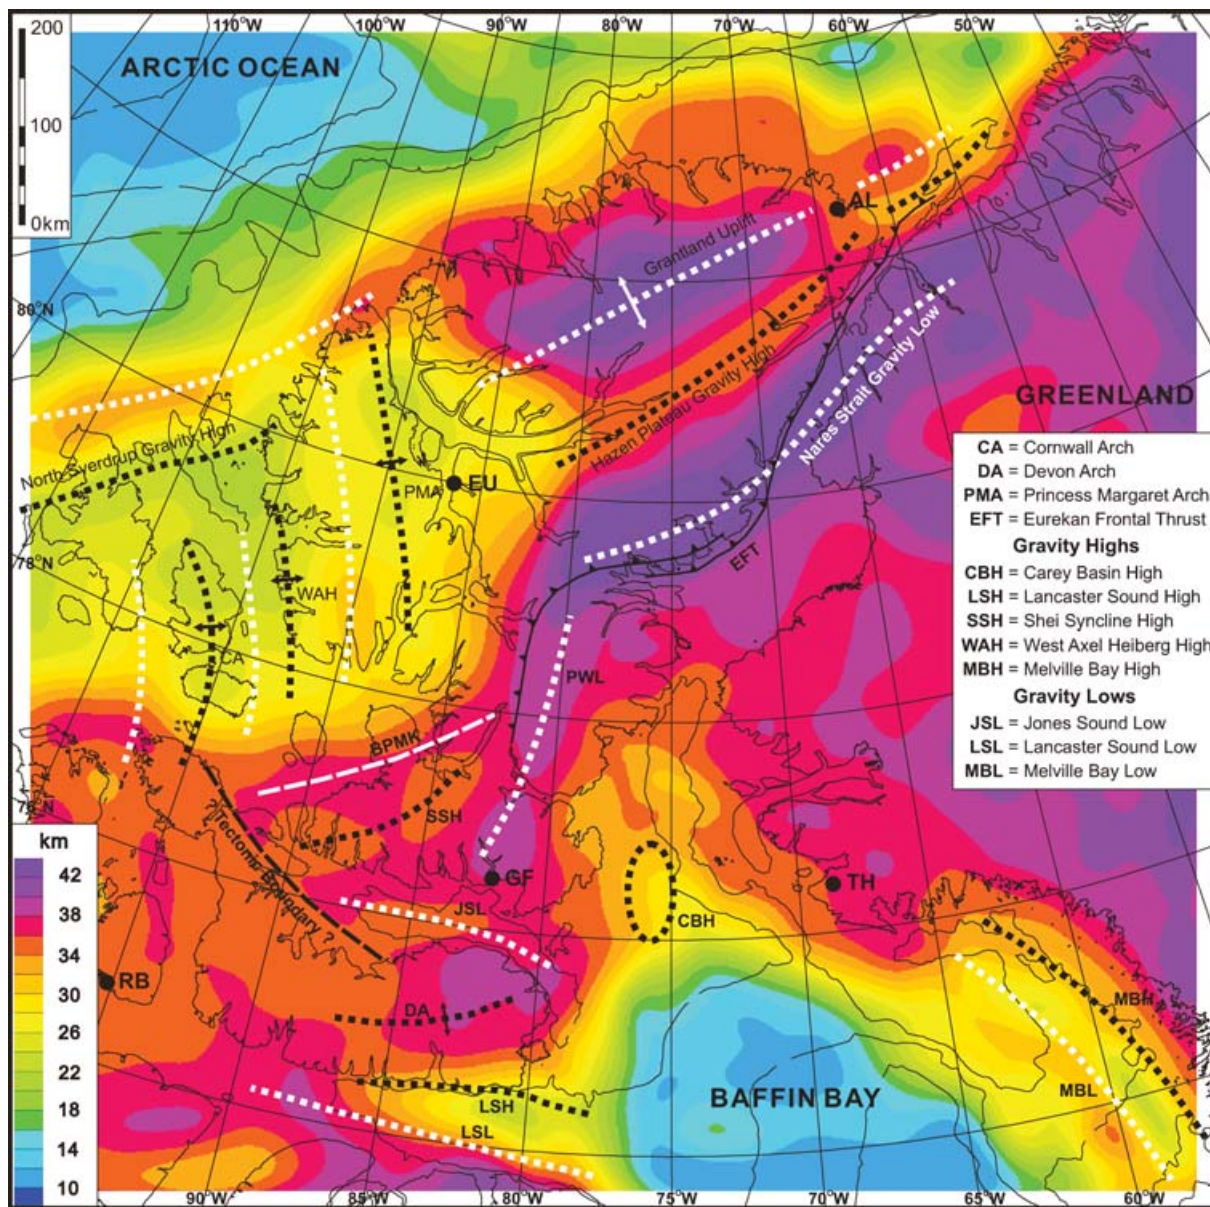 110°W 100°W 90°W 80°W 70°W 60°W 50°W
200
100
0km
ARCTIC OCEAN
AL
Grantland Uplift
80°N
Hazen Plateau Gravity High
Nares Strait Gravity Low
GREENLAND
North Sverdrup Gravity High
PMA
EU
CA = Cornwall Arch
DA = Devon Arch
PMA = Princess Margaret Arch
EFT = Eurekan Frontal Thrust
Gravity Highs
CBH = Carey Basin High
LSH = Lancaster Sound High
SSH = Shei Syncline High
WAH = West Axel Heiberg High
MBH = Melville Bay High
Gravity Lows
JSL = Jones Sound Low
LSL = Lancaster Sound Low
MBL = Melville Bay Low
78°N
EFT
WAH
CA
PWL
BPMK
76°N
SSH
Tectonic Boundary ?
GF
TH
JSL
CBH
RB
DA
MBH
MBL
LSH
LSL
BAFFIN BAY
km
42
38
34
30
26
22
18
14
10
90°W 85°W 80°W 75°W 70°W 65°W 60°W